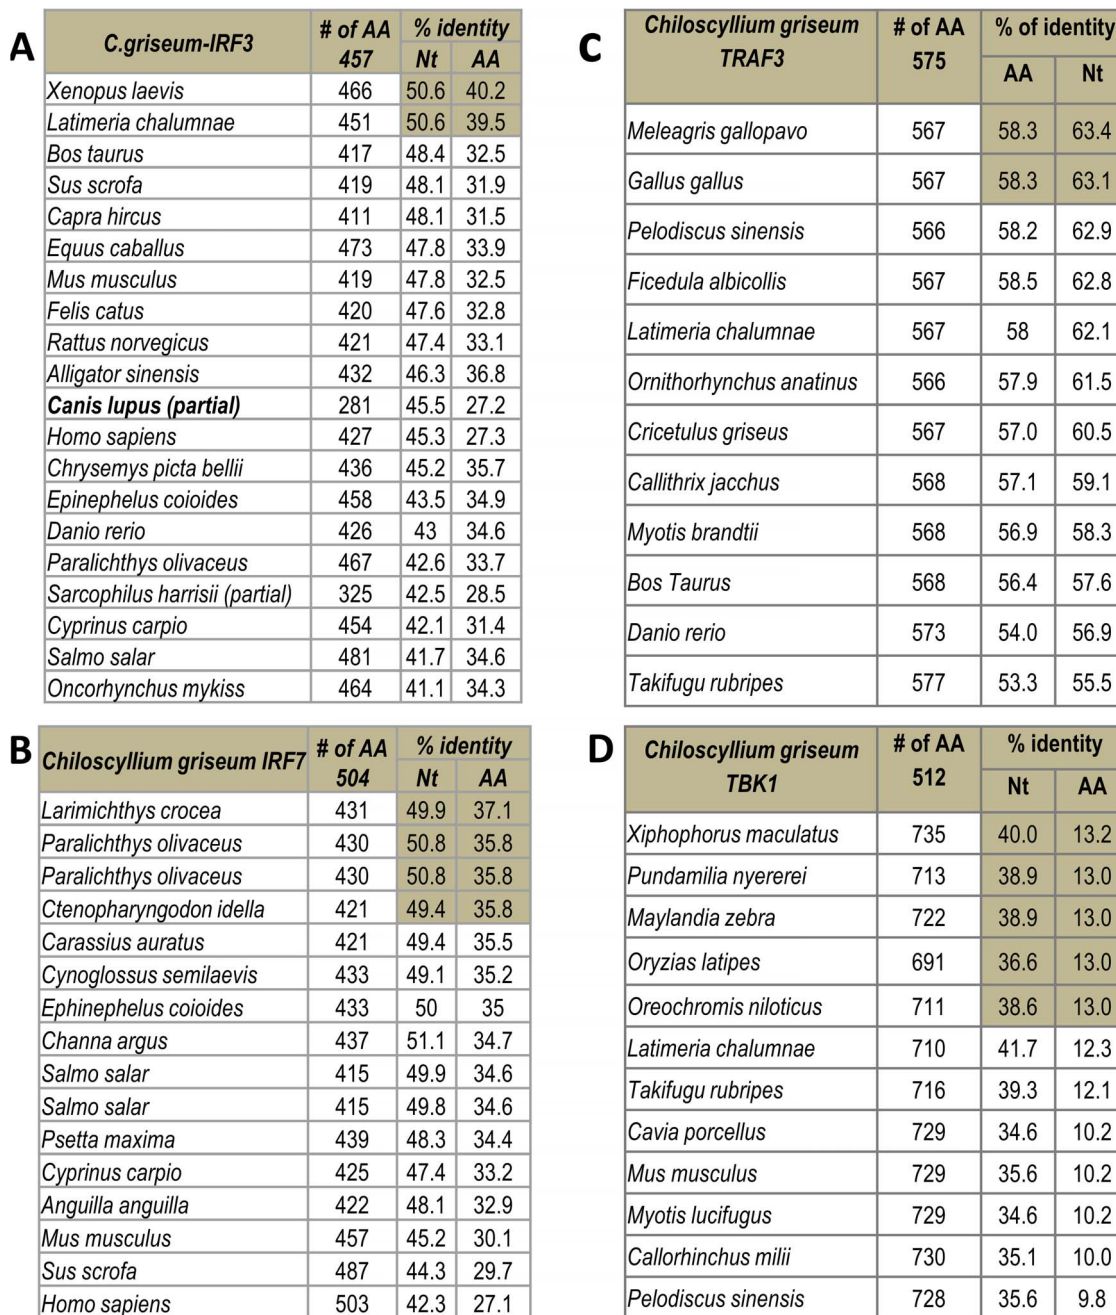 A
C.griseum-IRF3 # of AA 457 % identity
Nt AA
Xenopus laevis 466 50.6 40.2
Latimeria chalumnae 451 50.6 39.5
Bos taurus 417 48.4 32.5
Sus scrofa 419 48.1 31.9
Capra hircus 411 48.1 31.5
Equus caballus 473 47.8 33.9
Mus musculus 419 47.8 32.5
Felis catus 420 47.6 32.8
Rattus norvegicus 421 47.4 33.1
Alligator sinensis 432 46.3 36.8
Canis lupus (partial) 281 45.5 27.2
Homo sapiens 427 45.3 27.3
Chrysemys picta bellii 436 45.2 35.7
Epinephelus coioides 458 43.5 34.9
Danio rerio 426 43 34.6
Paralichthys olivaceus 467 42.6 33.7
Sarcophilus harrisii (partial) 325 42.5 28.5
Cyprinus carpio 454 42.1 31.4
Salmo salar 481 41.7 34.6
Oncorhynchus mykiss 464 41.1 34.3
B
Chiloscyllium griseum IRF7 # of AA 504 % identity
Nt AA
Larimichthys crocea 431 49.9 37.1
Paralichthys olivaceus 430 50.8 35.8
Paralichthys olivaceus 430 50.8 35.8
Ctenopharyngodon idella 421 49.4 35.8
Carassius auratus 421 49.4 35.5
Cynoglossus semilaevis 433 49.1 35.2
Ephinephelus coioides 433 50 35
Channa argus 437 51.1 34.7
Salmo salar 415 49.9 34.6
Salmo salar 415 49.8 34.6
Psetta maxima 439 48.3 34.4
Cyprinus carpio 425 47.4 33.2
Anguilla anguilla 422 48.1 32.9
Mus musculus 457 45.2 30.1
Sus scrofa 487 44.3 29.7
Homo sapiens 503 42.3 27.1
C
Chiloscyllium griseum # of AA % of identity
TRAF3 575
AA Nt
Meleagris gallopavo 567 58.3 63.4
Gallus gallus 567 58.3 63.1
Pelodiscus sinensis 566 58.2 62.9
Ficedula albicollis 567 58.5 62.8
Latimeria chalumnae 567 58 62.1
Ornithorhynchus anatinus 566 57.9 61.5
Cricetulus griseus 567 57.0 60.5
Callithrix jacchus 568 57.1 59.1
Myotis brandtii 568 56.9 58.3
Bos Taurus 568 56.4 57.6
Danio rerio 573 54.0 56.9
Takifugu rubripes 577 53.3 55.5
D
Chiloscyllium griseum # of AA % identity
TBK1 512
Nt AA
Xiphophorus maculatus 735 40.0 13.2
Pundamilia nyererei 713 38.9 13.0
Maylandia zebra 722 38.9 13.0
Oryzias latipes 691 36.6 13.0
Oreochromis niloticus 711 38.6 13.0
Latimeria chalumnae 710 41.7 12.3
Takifugu rubripes 716 39.3 12.1
Cavia porcellus 729 34.6 10.2
Mus musculus 729 35.6 10.2
Myotis lucifugus 729 34.6 10.2
Callorhinchus milii 730 35.1 10.0
Pelodiscus sinensis 728 35.6 9.8